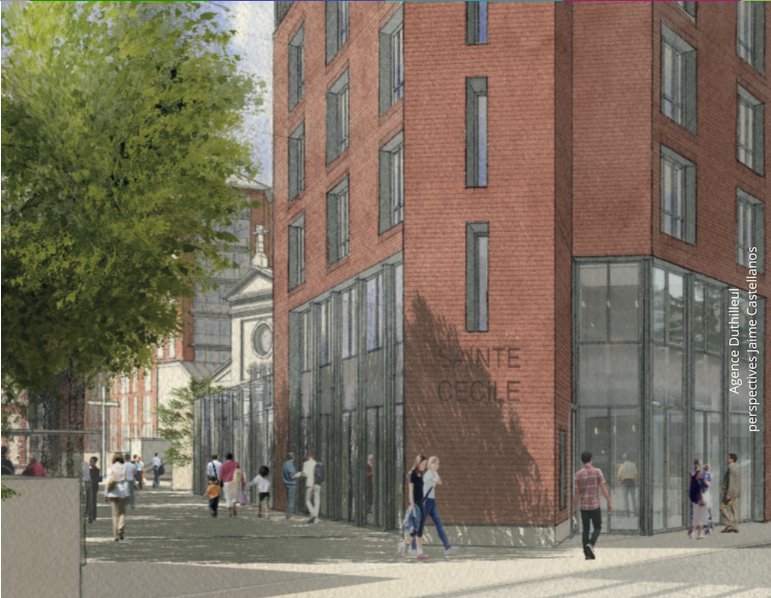 SAINTE
CECILE
Agence Duthilleul
perspectives Jaime Castellanos